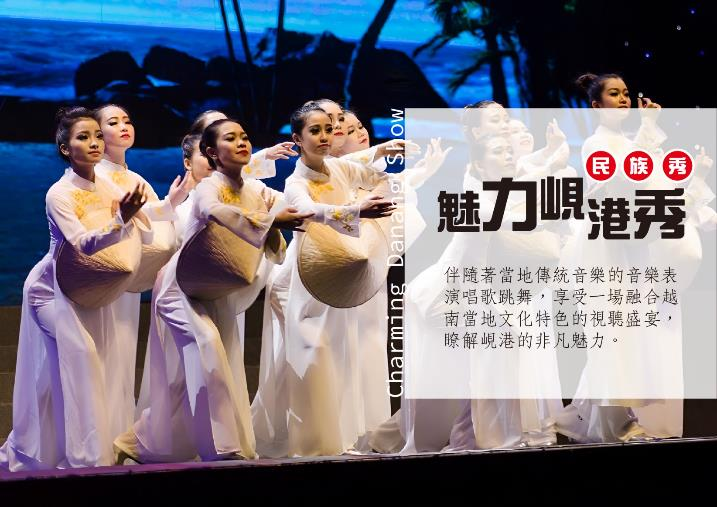 Charming Danang Show
民族秀
魅力峴港秀
伴隨著當地傳統音樂的音樂表
演唱歌跳舞，享受一場融合越
南當地文化特色的視聽盛宴，
瞭解峴港的非凡魅力。